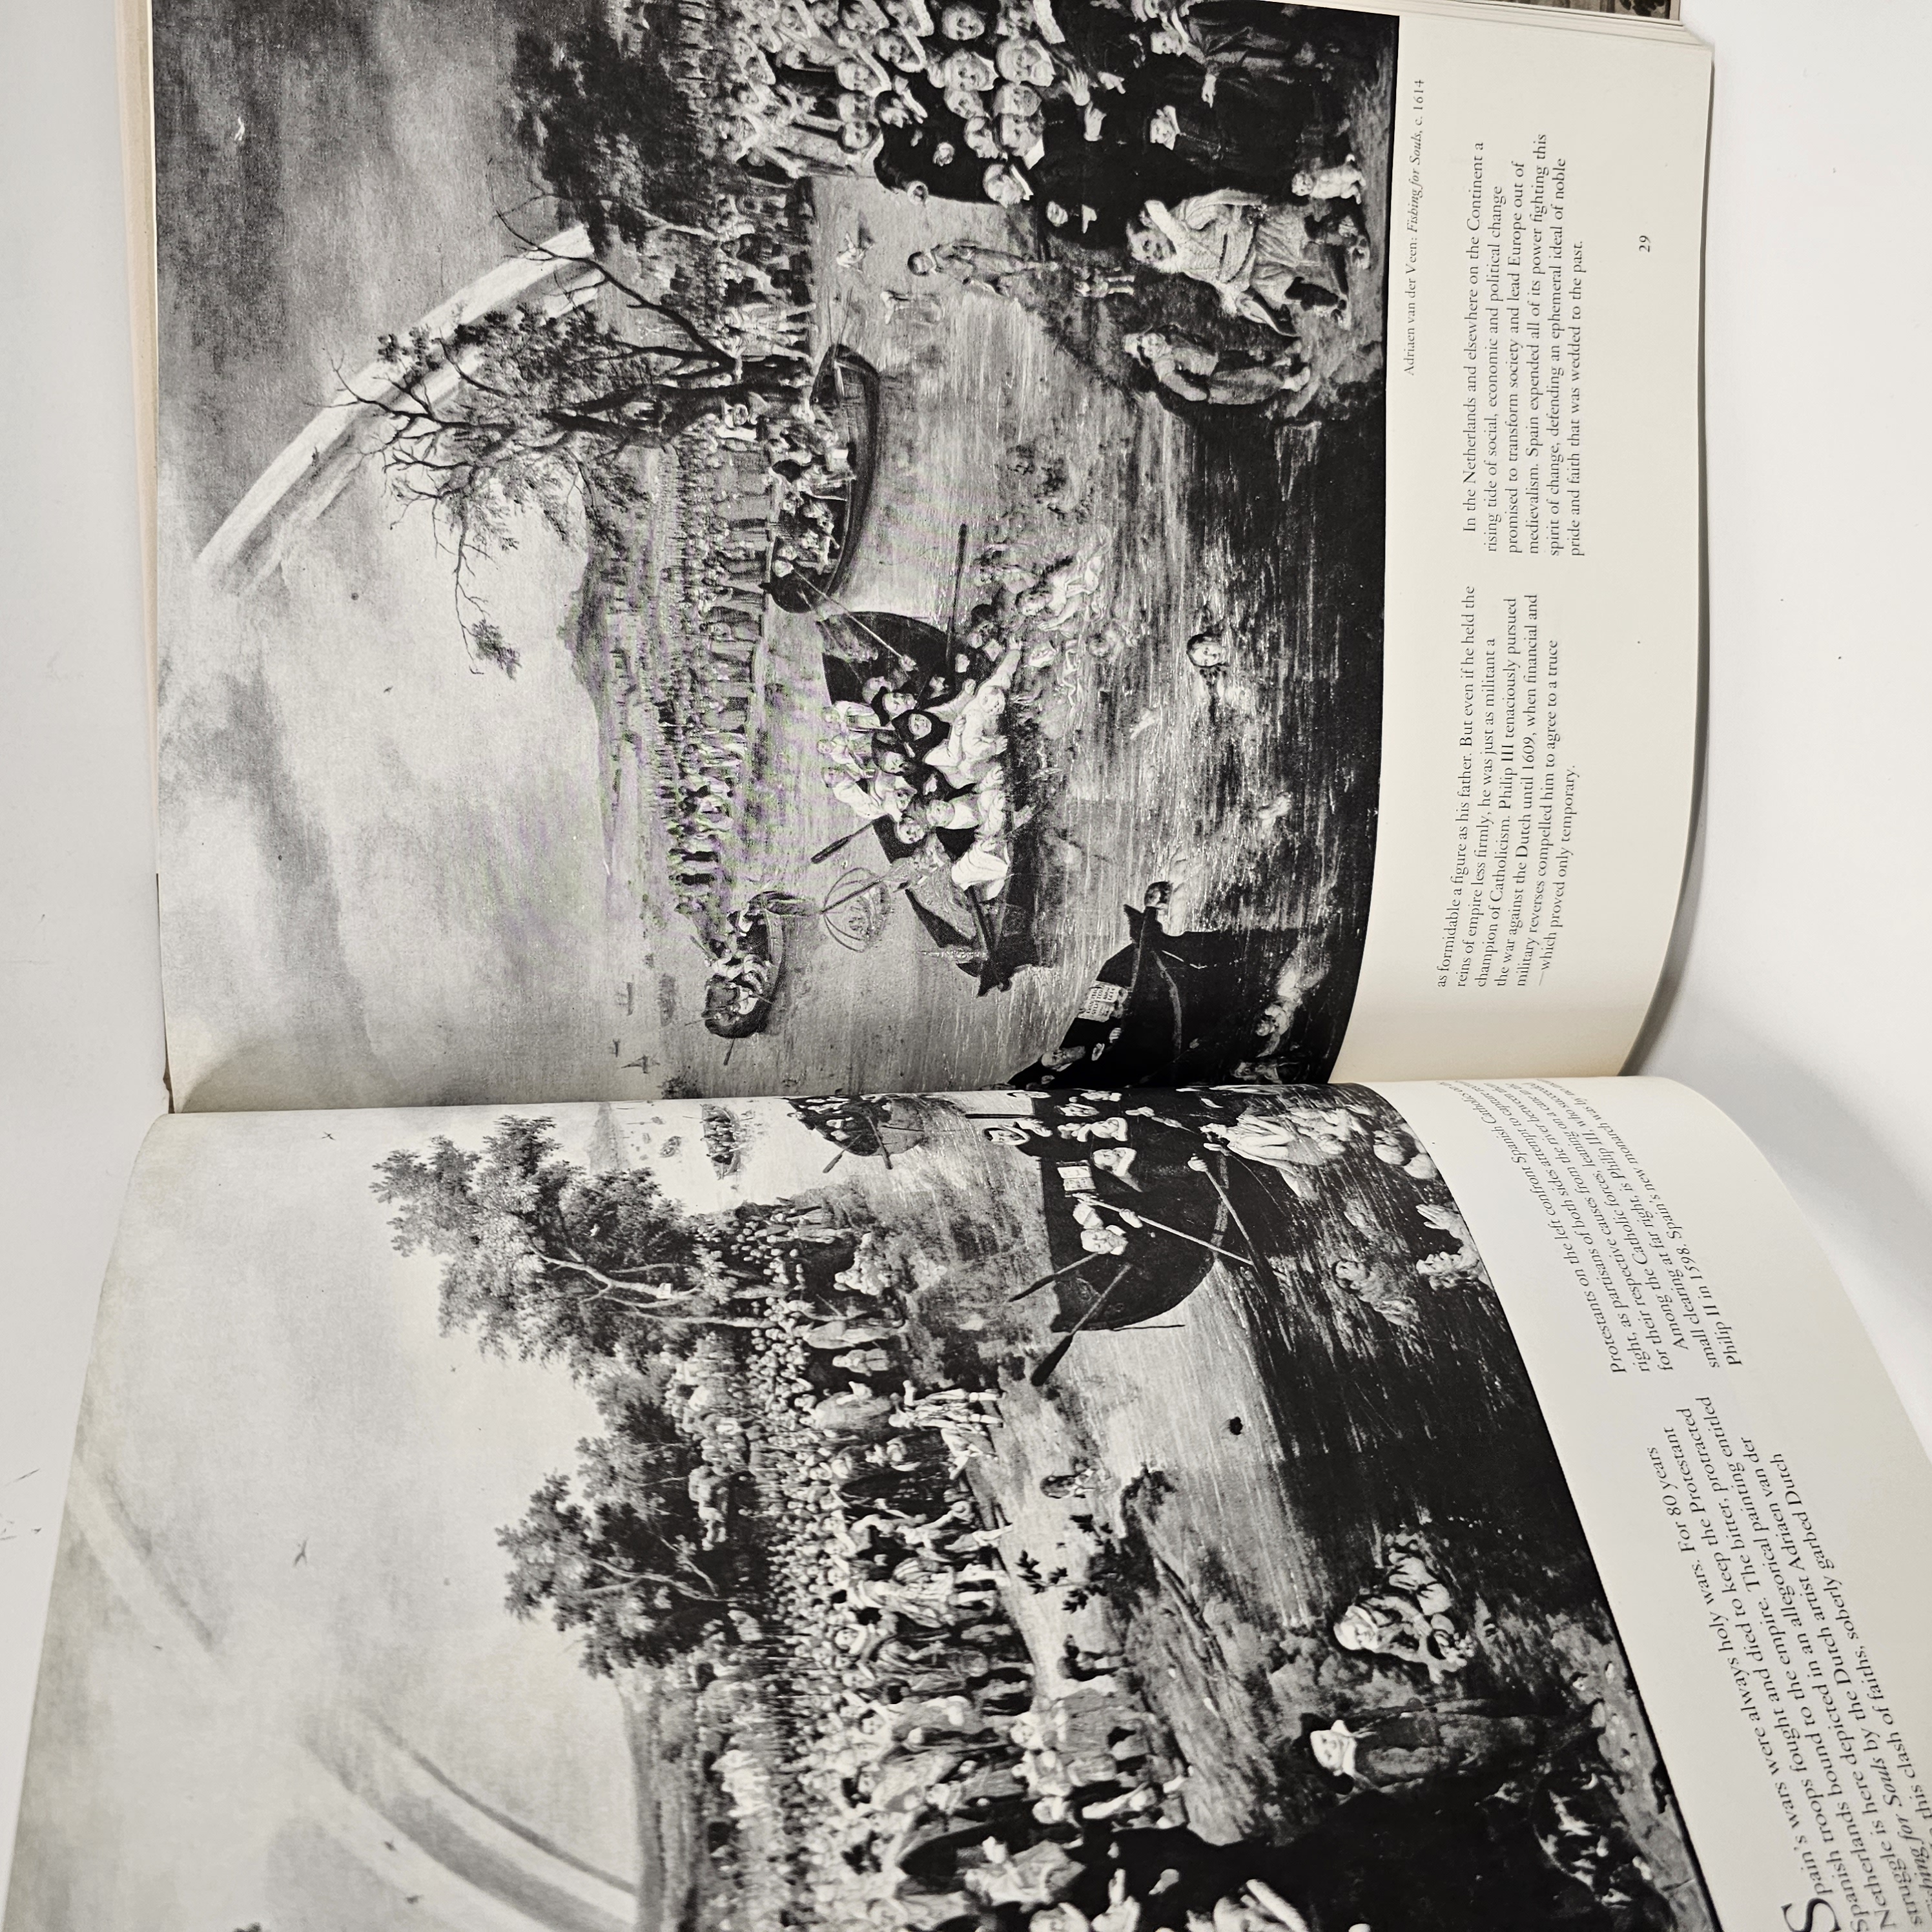 Spain's wars were always holy wars. For 80 years
Spanish troops fought and died to keep the Protestant
Netherlands bound to the empire. The bitter, protracted
struggle is here depicted in an allegorical painting entitled
Fishing for Souls by the Dutch artist Adriaen van der
this clash of faiths, soberly garbed Dutch
Protestants on the left confront Spanish Catholics on the
right, as partisans of both sides attempt to capture
for their respective causes from the river between them.
Among the Catholic forces, leaning on a cane in the
small clearing at far right, is Philip III, who succeeded
Philip II in 1598. Spain's new monarch was by no
Adriaen van der Veen: Fishing for Souls, c. 1614
as formidable a figure as his father. But even if he held the
reins of empire less firmly, he was just as militant a
champion of Catholicism. Philip III tenaciously pursued
the war against the Dutch until 1609, when financial and
military reverses compelled him to agree to a truce
—which proved only temporary.
In the Netherlands and elsewhere on the Continent a
rising tide of social, economic and political change
promised to transform society and lead Europe out of
medievalism. Spain expended all of its power fighting this
spirit of change, defending an ephemeral ideal of noble
pride and faith that was wedded to the past.
29